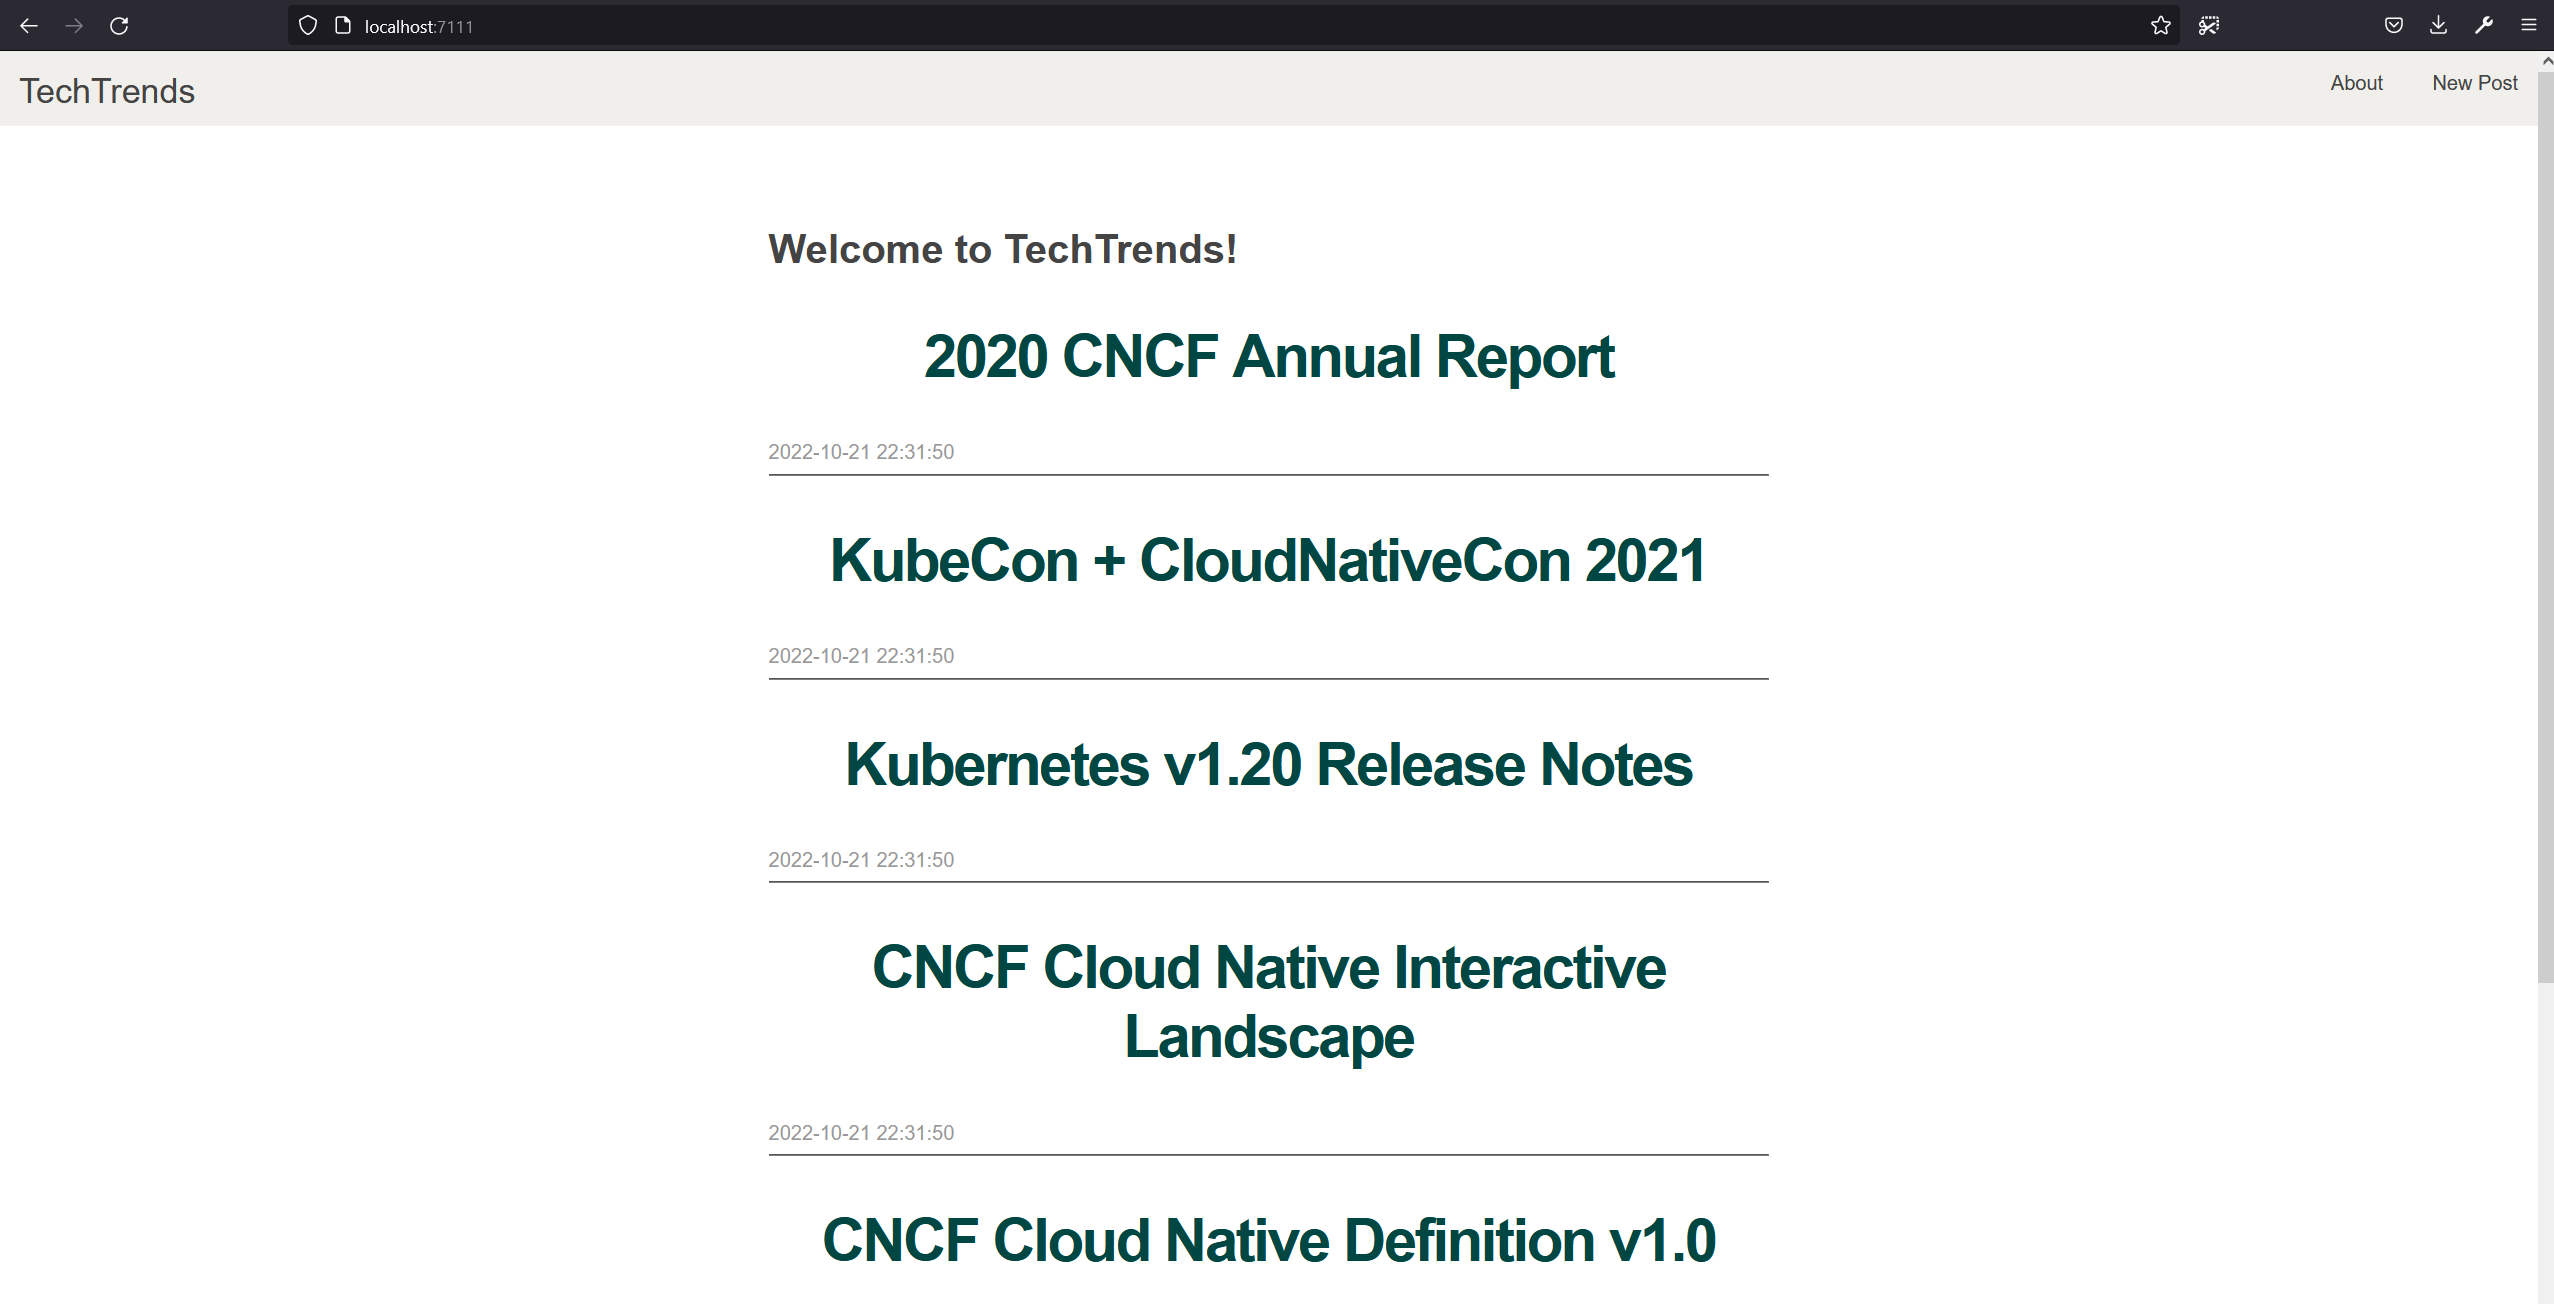 localhost:7111
TechTrends
About
New Post
Welcome to TechTrends!
2020 CNCF Annual Report
2022-10-21 22:31:50
KubeCon + CloudNativeCon 2021
2022-10-21 22:31:50
Kubernetes v1.20 Release Notes
2022-10-21 22:31:50
CNCF Cloud Native Interactive
Landscape
2022-10-21 22:31:50
CNCF Cloud Native Definition v1.0